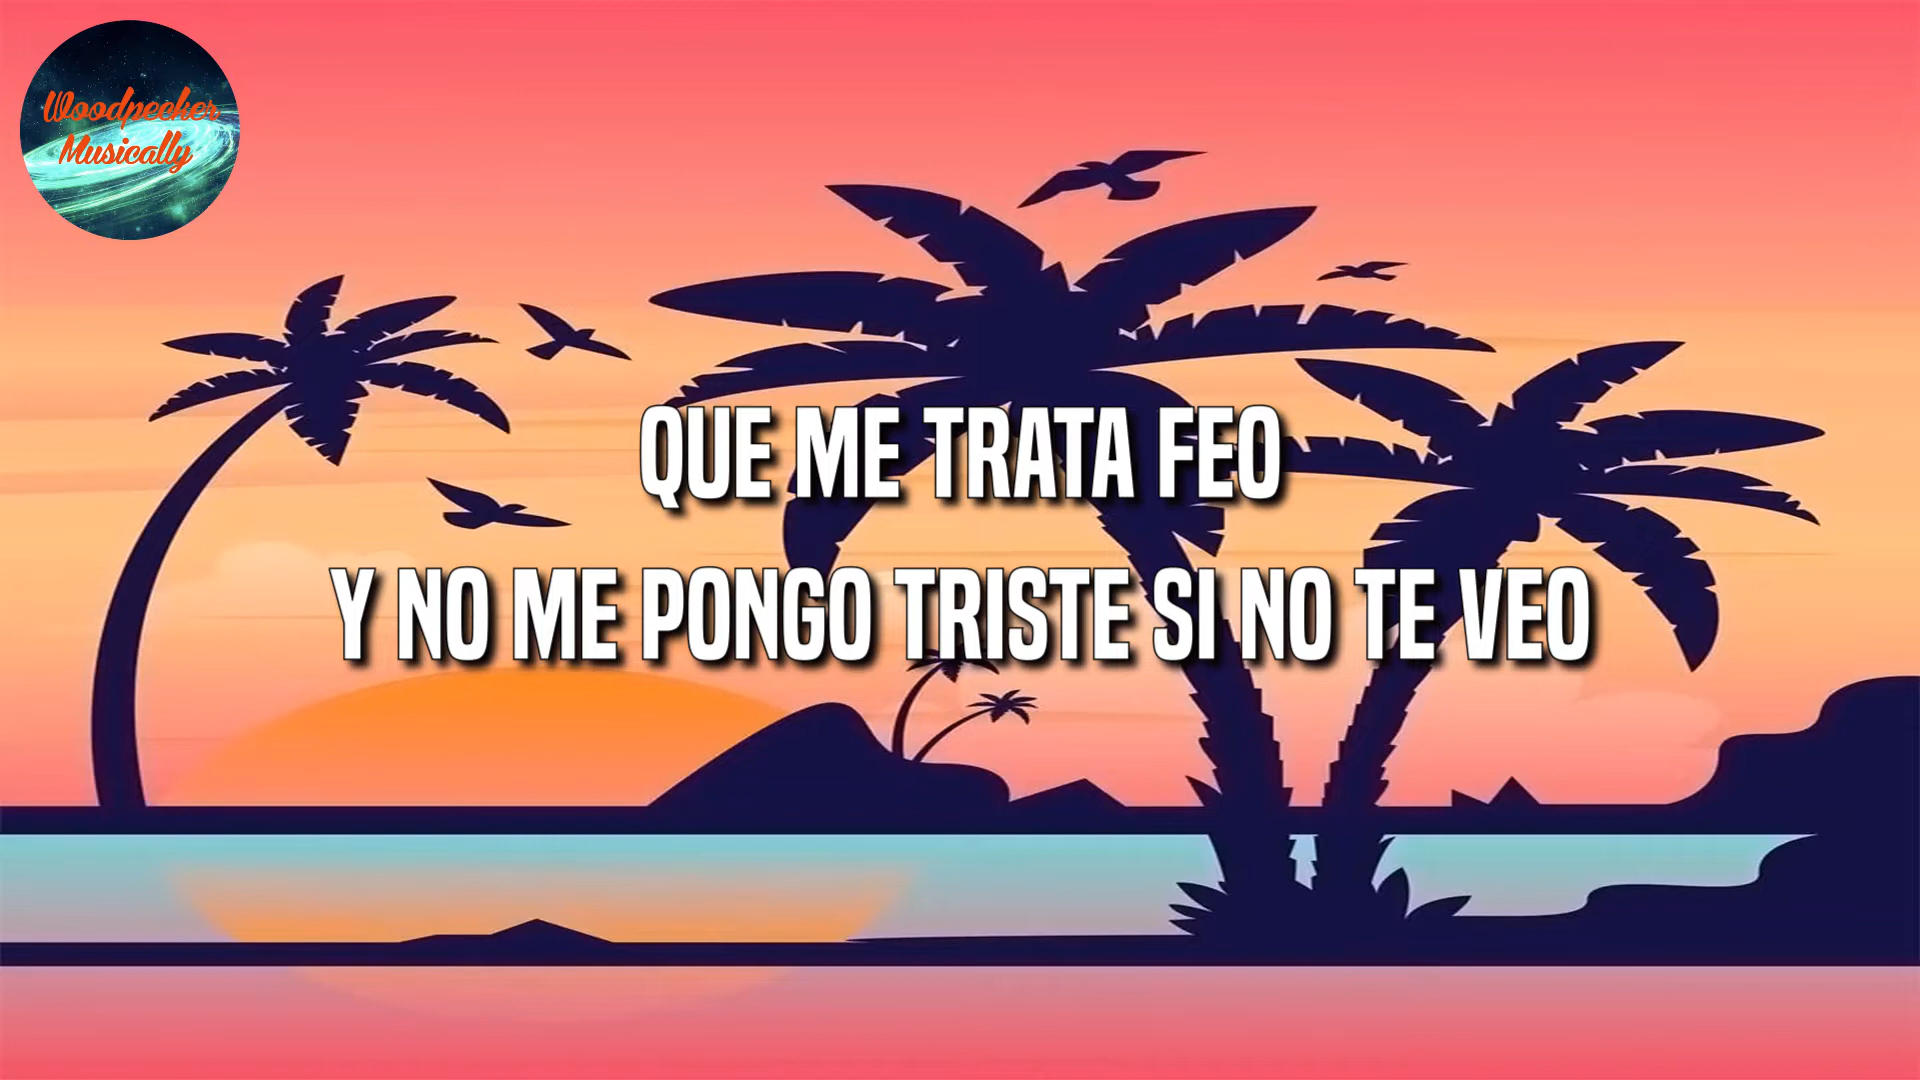 Woodpecker
Musically
QUE ME TRATA FEO
Y NO ME PONGO TRISTE SI NO TE VEO